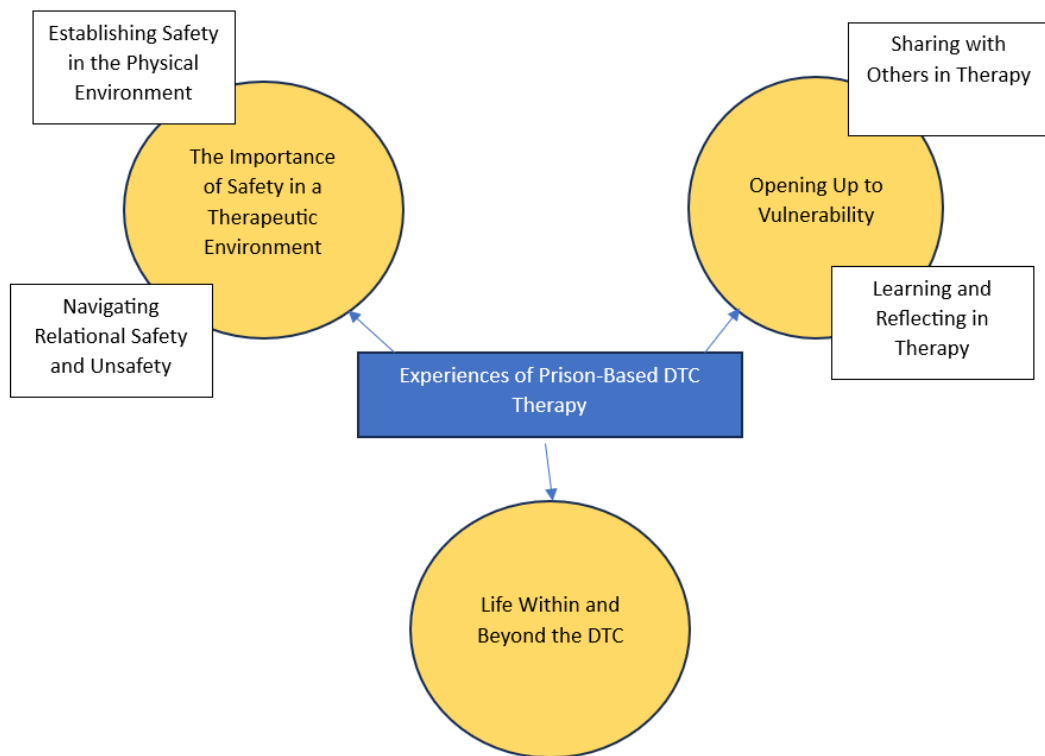 Establishing Safety
in the Physical
Environment
The Importance
of Safety in a
Therapeutic
Environment
Navigating
Relational Safety
and Unsafety
Sharing with
Others in Therapy
Opening Up to
Vulnerability
Learning and
Reflecting in
Therapy
Experiences of Prison-Based DTC
Therapy
Life Within and
Beyond the DTC